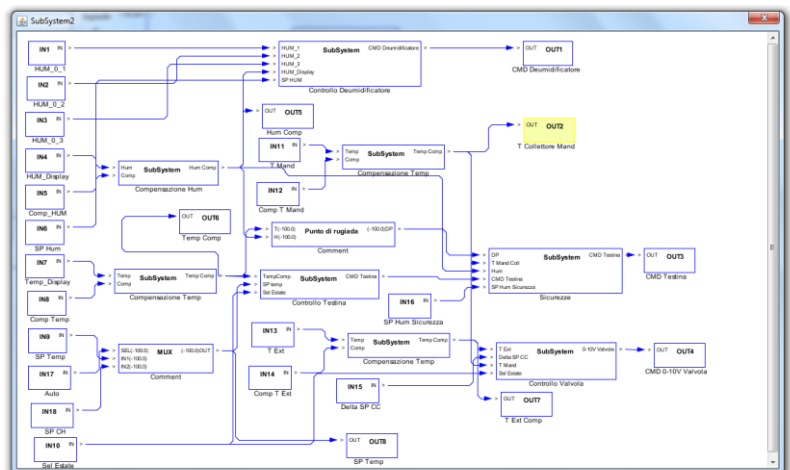 SubSystem2
IN1 IN >
HUM_0_1
IN2 IN >
HUM_0_2
IN3 IN >
HUM_0_3
IN4 IN >
HUM_Display
IN5 IN >
Comp_HUM
IN6 IN >
SP Hum
IN7 IN >
Temp_Display
IN8 IN >
Comp Temp
IN9 IN >
SP Temp
IN17 IN >
Auto
IN18 IN >
SP CH
IN10 IN >
Sel Estate
> HUM_1 SubSystem CMD Deumidificatore >
> HUM_2
> HUM_3
> HUM_Display
> SP HUM
Controllo Deumidificatore
> OUT OUT1
CMD Deumidificatore
> OUT OUT5
Hum Comp
IN11 IN >
T Mand
IN12 IN >
Comp T Mand
> Temp SubSystem Temp Comp >
> Comp
Compensazione Temp
> OUT OUT2
T Collettore Mand
> Hum SubSystem Hum Comp >
> Comp
Compensazione Hum
> OUT OUT6
Temp Comp
> T(-100.0) Punto di rugiada (-100.0)DP >
> H(-100.0)
Comment
> Temp SubSystem Temp Comp >
> Comp
Compensazione Temp
> TempComp. SubSystem CMD Testina >
> SP temp
> Sel Estate
Controllo Testina
IN16 IN >
SP Hum Sicurezza
> DP SubSystem CMD Testina >
> T Mand Coll
> Hum
> CMD Testina
> SP Hum Sicurezza
Sicurezze
> OUT OUT3
CMD Testina
> SEL(-100.0) MUX (-100.0)OUT >
> IN1(-100.0)
> IN2(-100.0)
Comment
IN13 IN >
T Ext
IN14 IN >
Comp T Ext
> Temp SubSystem Temp Comp >
> Comp
Compensazione Temp
IN15 IN >
Delta SP CC
> T Ext SubSystem 0-10V Valvola >
> Delta SP CC
> T Mand
> Sel Estate
Controllo Valvola
> OUT OUT4
CMD 0-10V Valvola
> OUT OUT7
T Ext Comp
> OUT OUT8
SP Temp